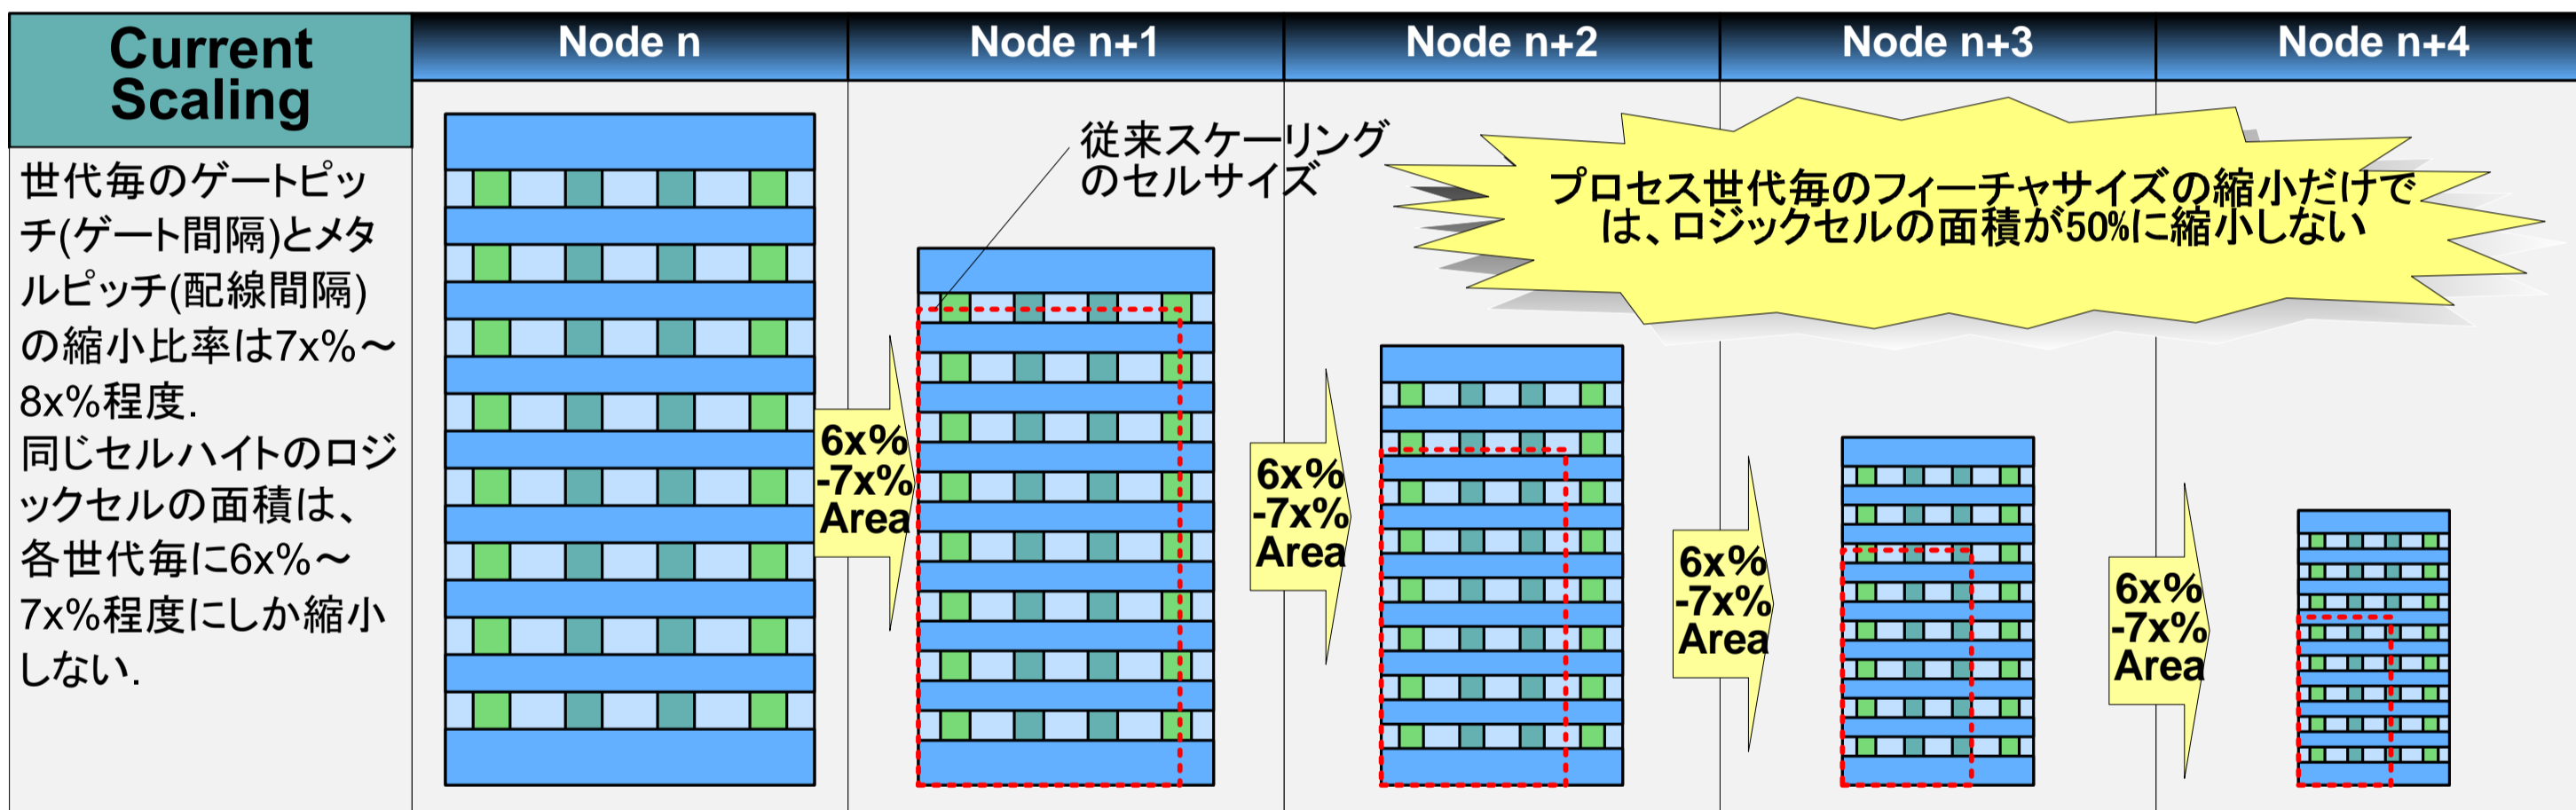 Current
Scaling
Node n
Node n+1
Node n+2
Node n+3
Node n+4
世代毎のゲートピッ
チ(ゲート間隔)とメタ
ルピッチ(配線間隔)
の縮小比率は7x%～
8x%程度.
同じセルハイトのロジ
ックセルの面積は、
各世代毎に6x%～
7x%程度にしか縮小
しない.
従来スケーリング
のセルサイズ
プロセス世代毎のフィーチャサイズの縮小だけで
は、ロジックセルの面積が50%に縮小しない
6x%
-7x%
Area
6x%
-7x%
Area
6x%
-7x%
Area
6x%
-7x%
Area